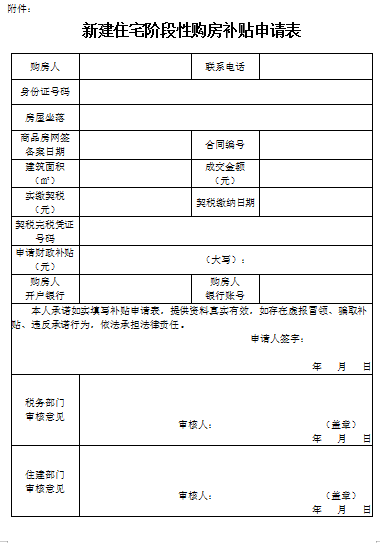 附件：
新建住宅阶段性购房补贴申请表
购房人 联系电话
身份证号码
房屋坐落
商品房网签
备案日期 合同编号
建筑面积
（㎡） 成交金额
（元）
实缴契税
（元） 契税缴纳日期
契税完税凭证
号码
申请财政补贴
（元） （大写）：
购房人
开户银行 购房人
银行账号
本人承诺如实填写补贴申请表，提供资料真实有效，如存在虚报冒领、骗取补
贴、违反承诺行为，依法承担法律责任。
申请人签字：
年 月 日
税务部门
审核意见
审核人： （盖章）
年 月 日
住建部门
审核意见
审核人： （盖章）
年 月 日